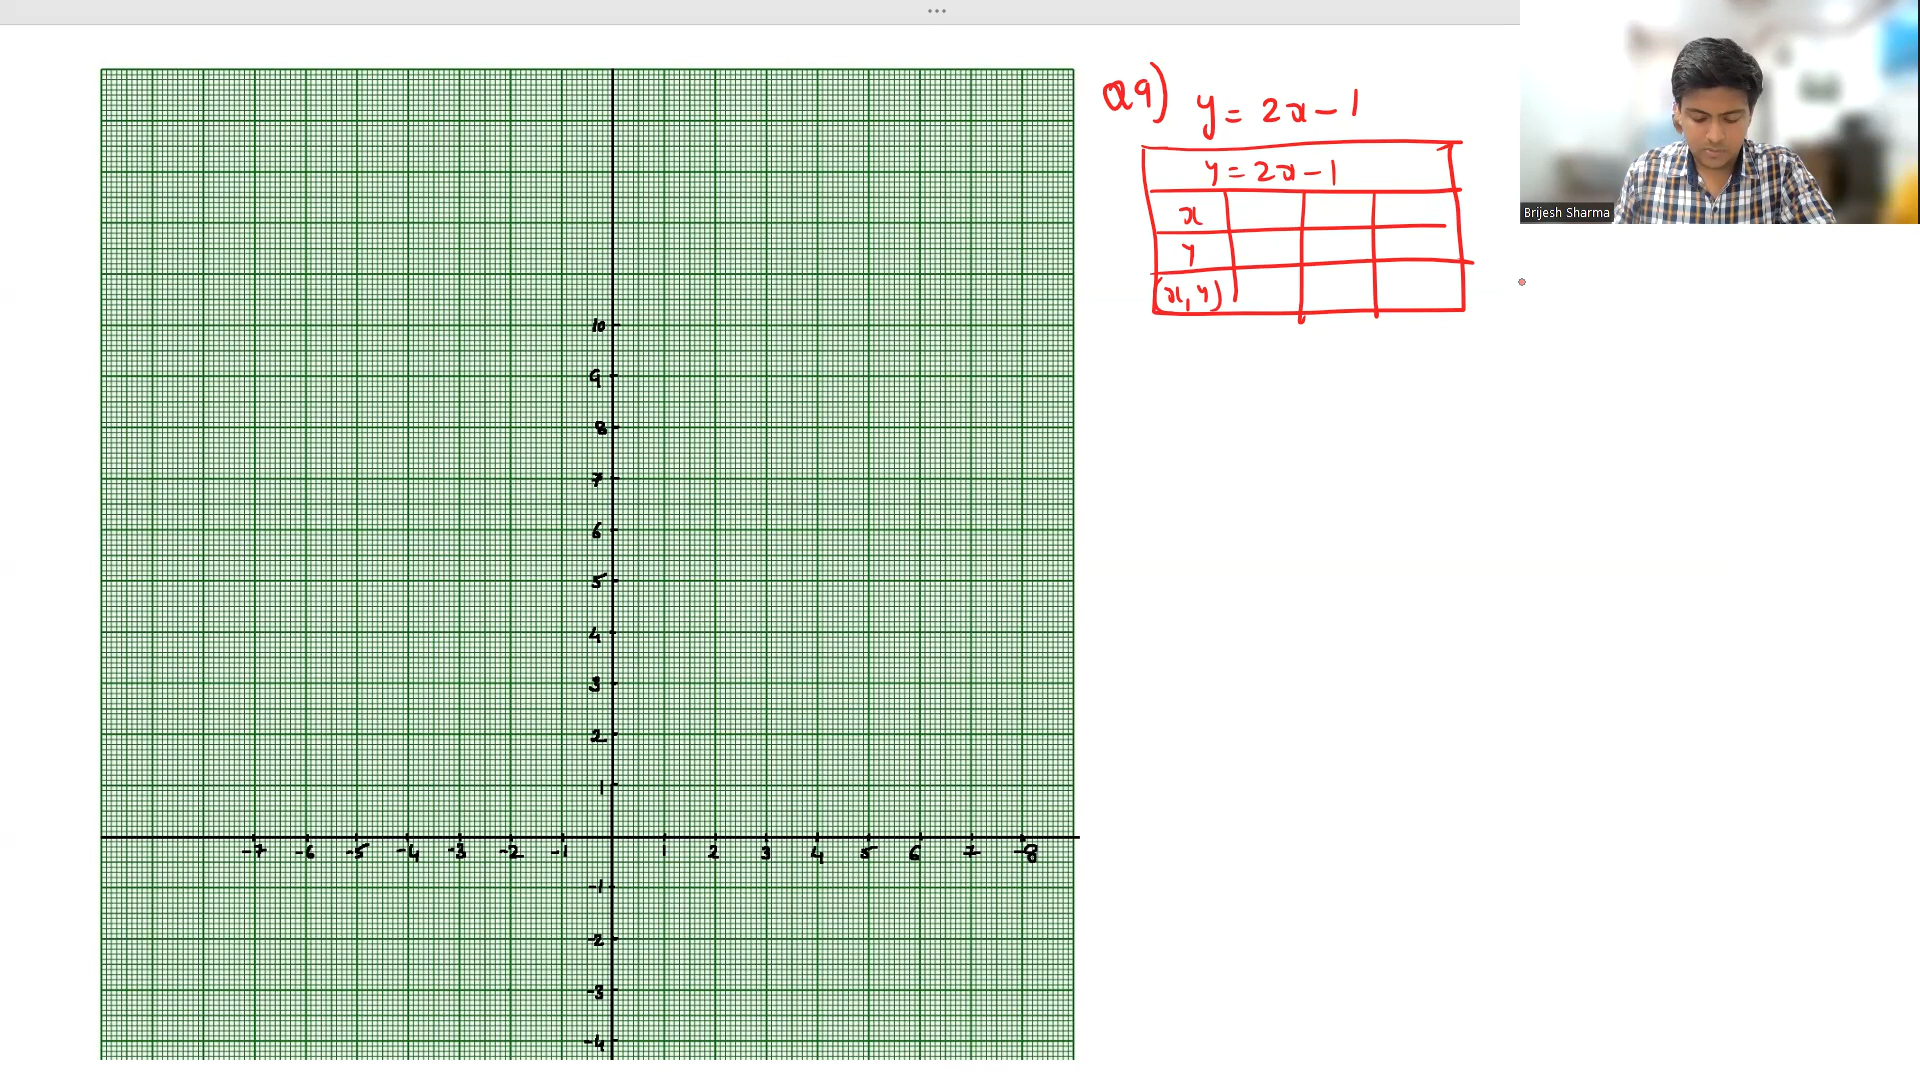 •••
Q9) y = 2x - 1
y = 2x - 1
x
y
(x, y)
Brijesh Sharma
10
9
8
7
6
5
4
3
2
1
-7 -6 -5 -4 -3 -2 -1 1 2 3 4 5 6 7 -8
-1
-2
-3
-4